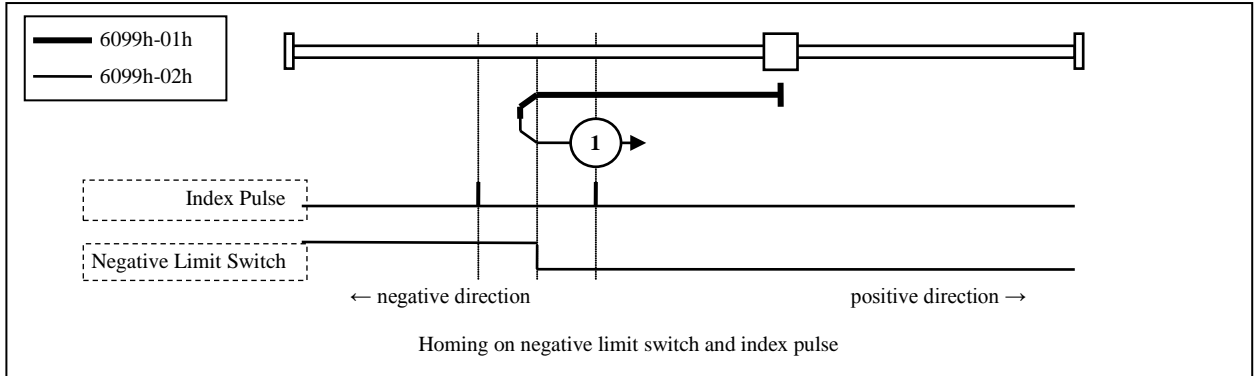 6099h-01h
6099h-02h
1
Index Pulse
Negative Limit Switch
← negative direction
positive direction →
Homing on negative limit switch and index pulse